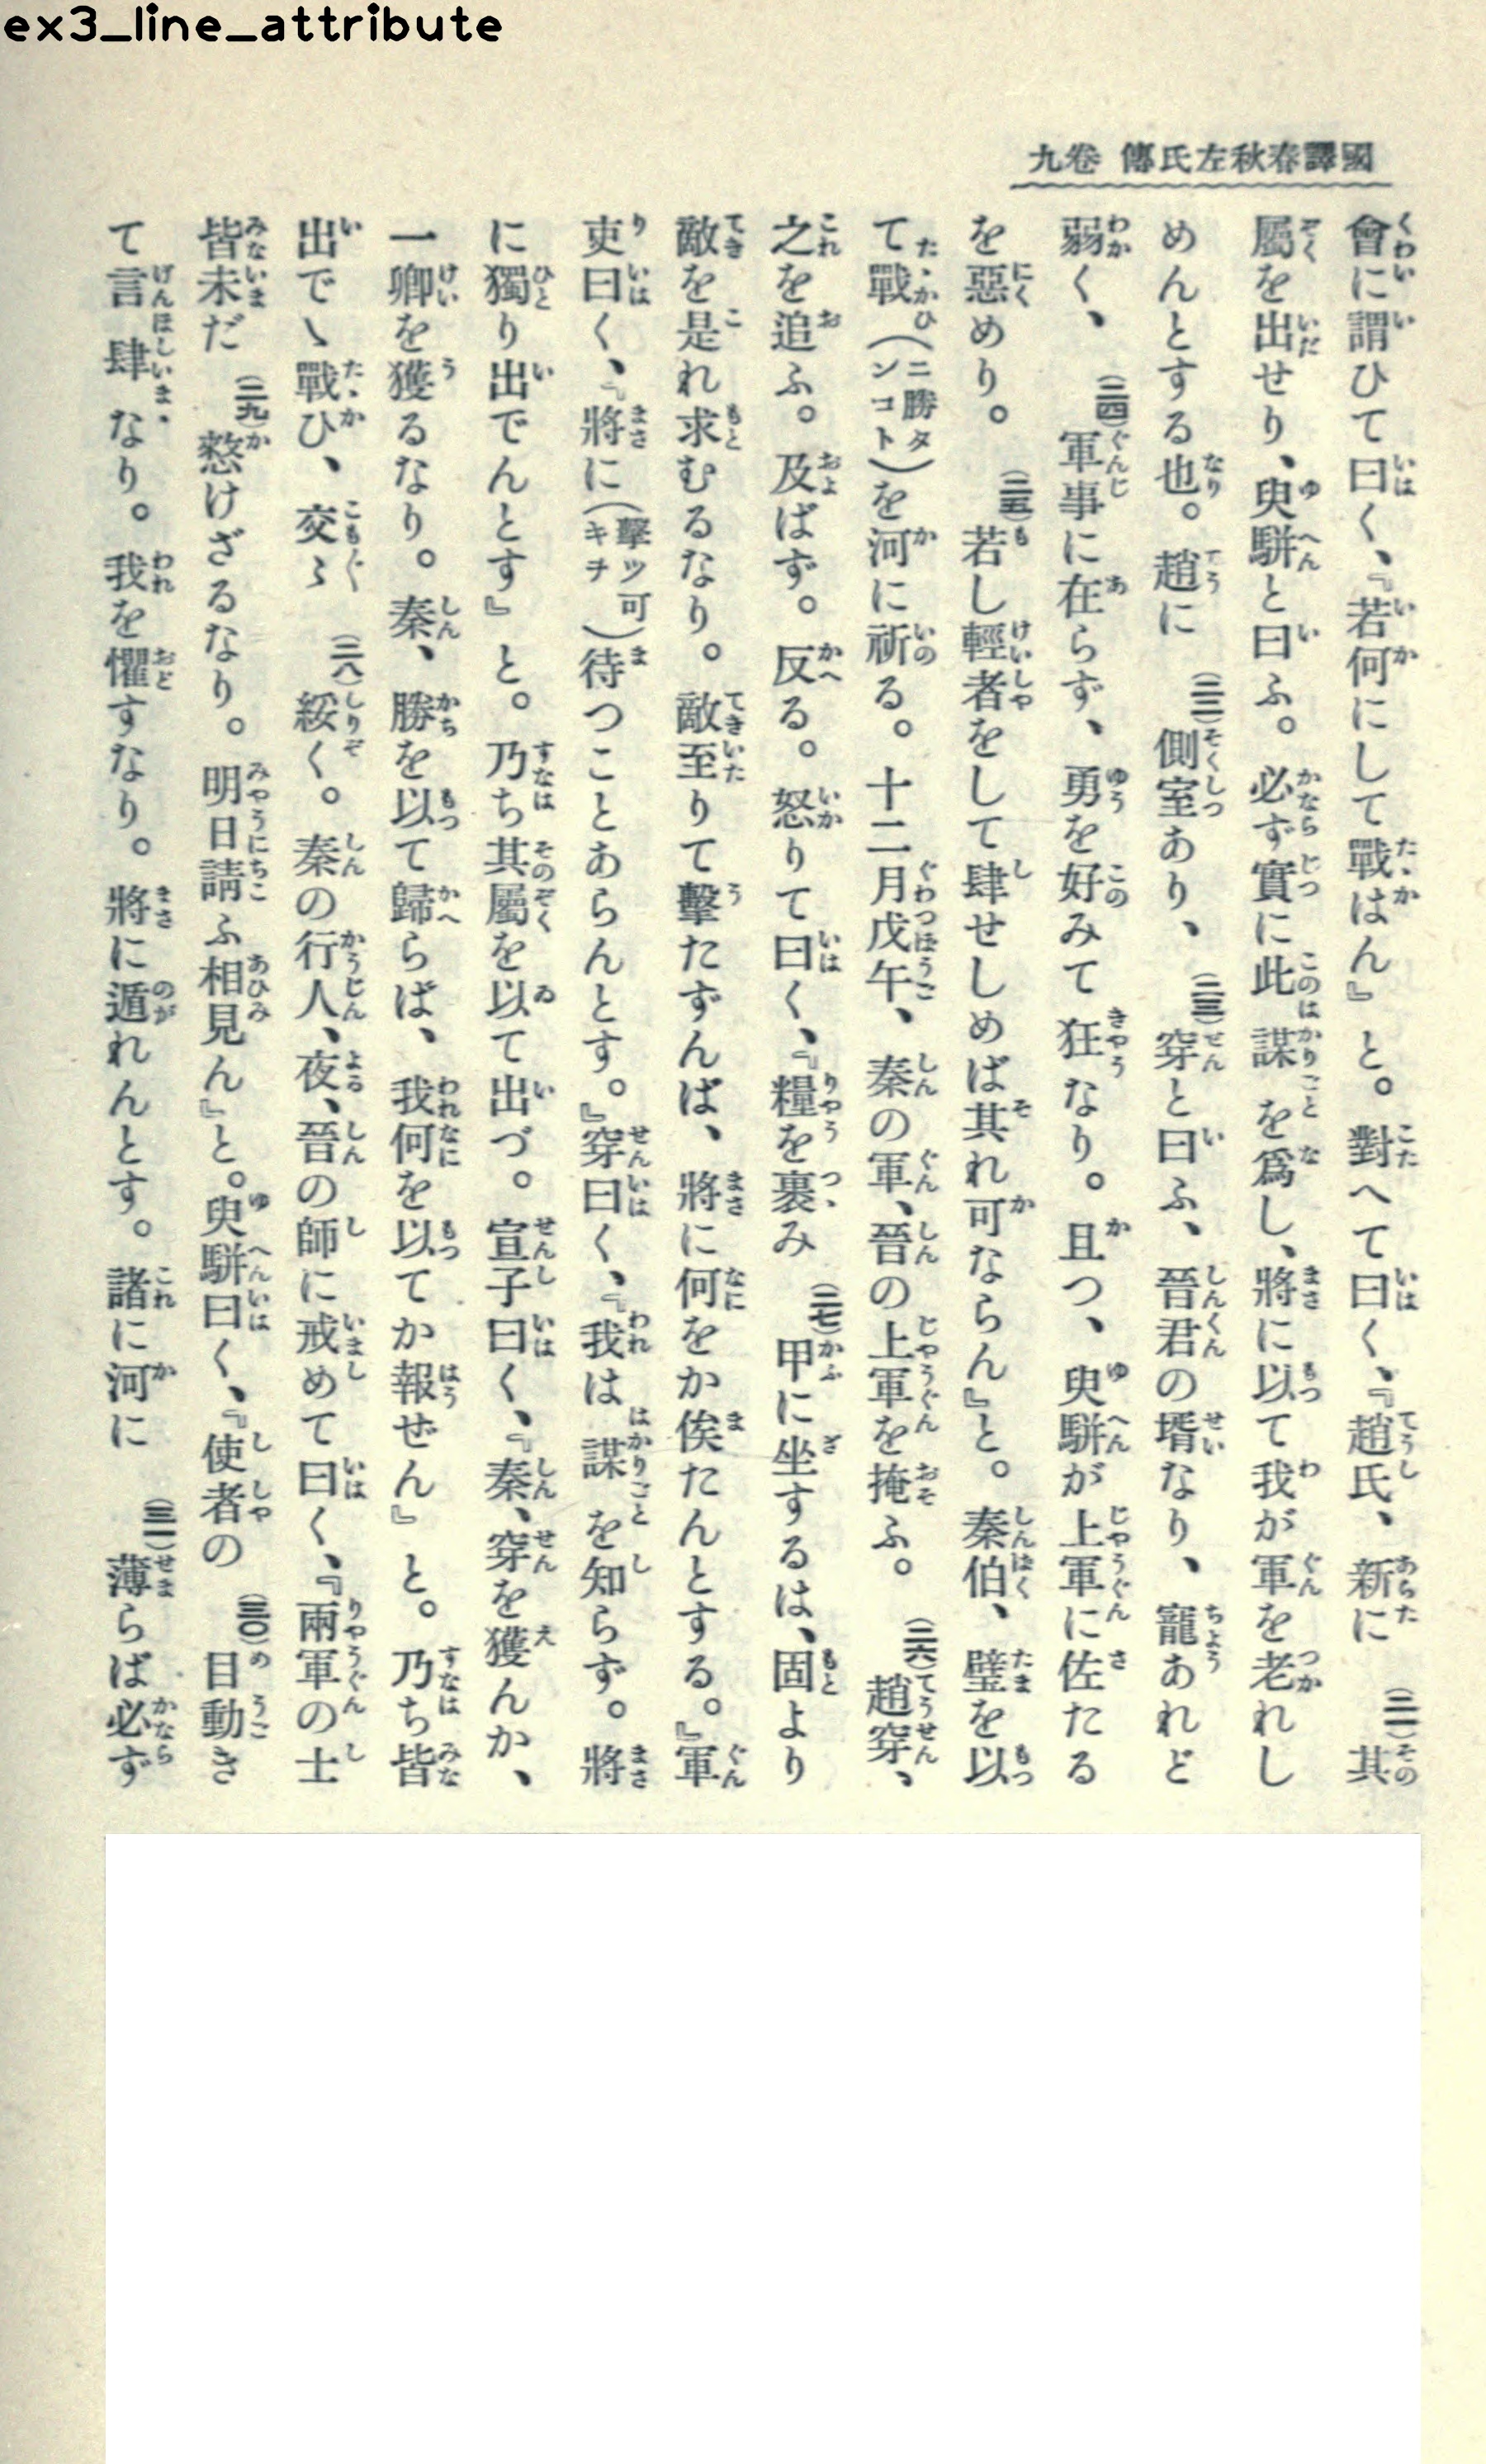 ex3_line_attribute
國譯春秋左氏傳 卷九
會に謂ひて曰く、『若何にして戰はん』と。對へて曰く、『趙氏、新に(二一)其
屬を出せり、臾駢と曰ふ。必ず實に此謀を爲し、將に以て我が軍を老れし
めんとする也。趙に(二二)側室あり、(二三)穿と曰ふ、晉君の壻なり、寵あれど
弱く、(二四)軍事に在らず、勇を好みて狂なり。且つ、臾駢が上軍に佐たる
を惡めり。(二五)若し輕者をして肆せしめば其れ可ならん』と。秦伯、璧を以
て戰(ニ勝タンコト)を河に祈る。十二月戊午、秦の軍、晉の上軍を掩ふ。(二六)趙穿、
之を追ふ。及ばず。反る。怒りて曰く、『糧を裹み(二七)甲に坐するは、固より
敵を是れ求むるなり。敵至りて擊たずんば、將に何をか俟たんとする。』軍
吏曰く、『將に(擊ツ可キヲ)待つことあらんとす。』穿曰く、『我は謀を知らず。將
に獨り出でんとす』と。乃ち其屬を以て出づ。宣子曰く、『秦、穿を獲んか、
一卿を獲るなり。秦、勝を以て歸らば、我何を以てか報ぜん』と。乃ち皆
出でゝ戰ひ、交〻(二八)綏く。秦の行人、夜、晉の師に戒めて曰く、『兩軍の士
皆未だ(二九)憖けざるなり。明日請ふ相見ん』と。臾駢曰く、『使者の(三〇)目動き
て言肆なり。我を懼すなり。將に遁れんとす。諸に河に(三一)薄らば必ず